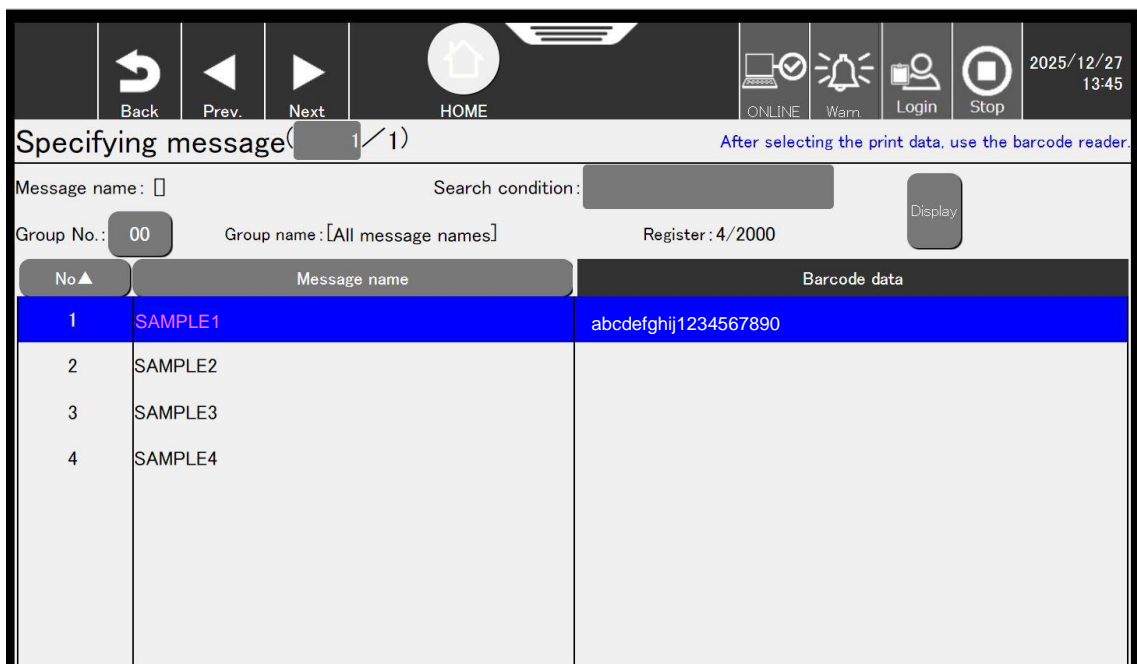 Back Prev. Next HOME ONLINE Warn. Login Stop 2025/12/27
13:45
Specifying message( 1/1) After selecting the print data, use the barcode reader.
Message name: [] Search condition:
Display
Group No.: 00 Group name:[All message names] Register:4/2000
No▲ Message name Barcode data
1 SAMPLE1 abcdefghij1234567890
2 SAMPLE2
3 SAMPLE3
4 SAMPLE4